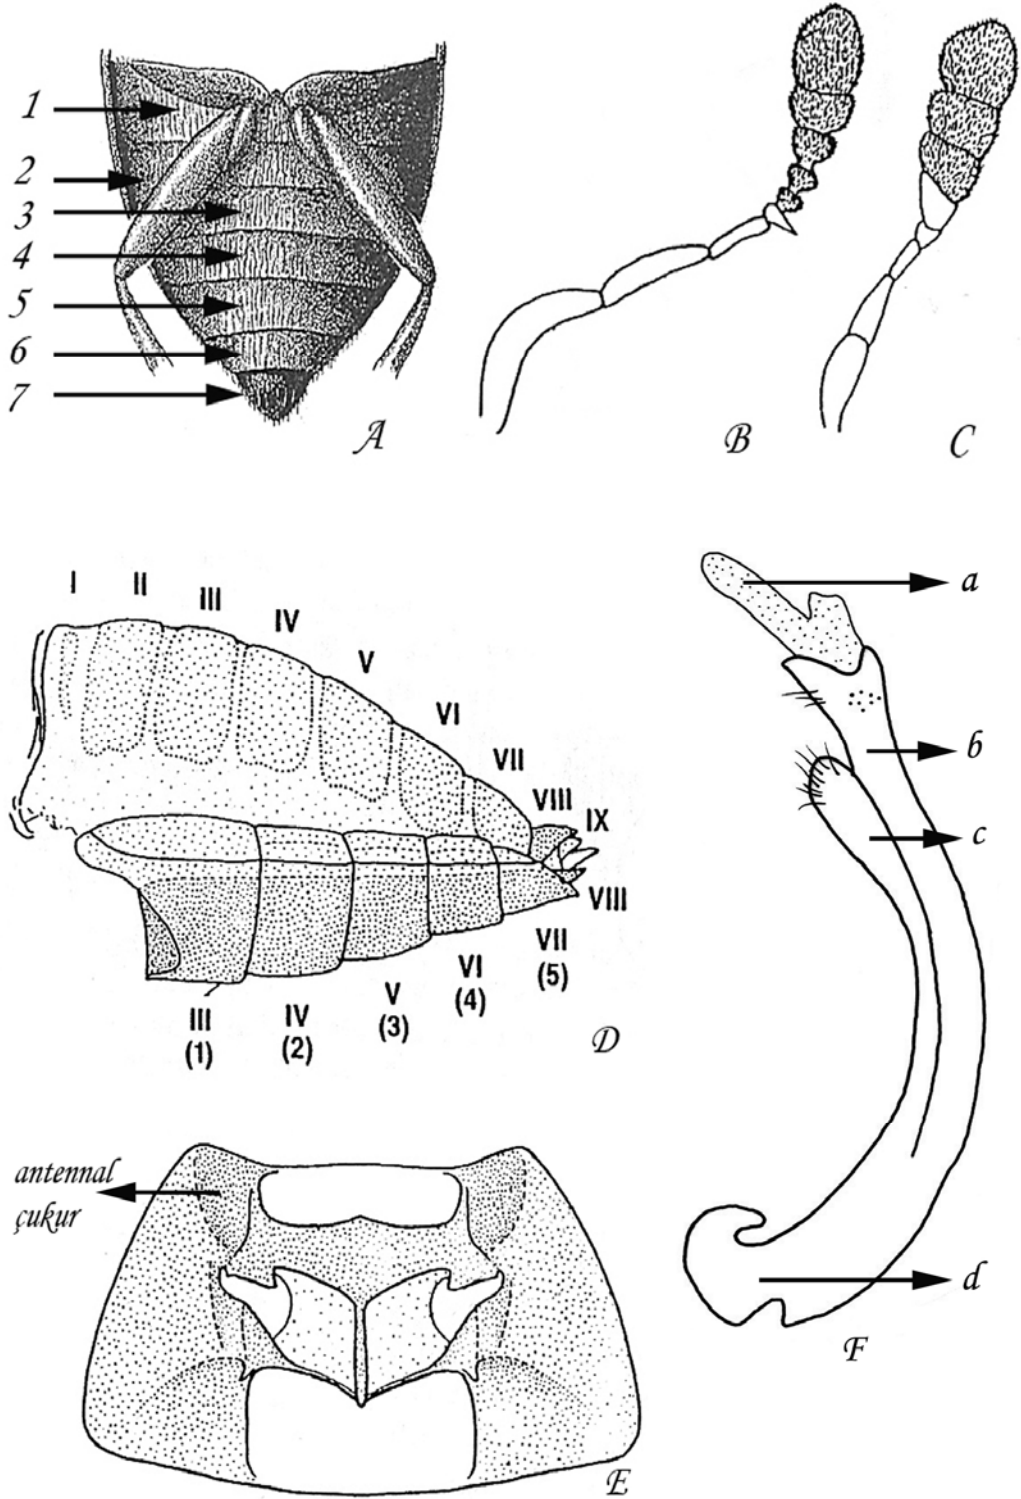 1
2
3
4
5
6
7
A
B
C
I
II
III
IV
V
VI
VII
VIII
IX
VIII
VII
(5)
VI
(4)
V
(3)
IV
(2)
III
(1)
D
a
b
c
d
F
antennal
çukur
E